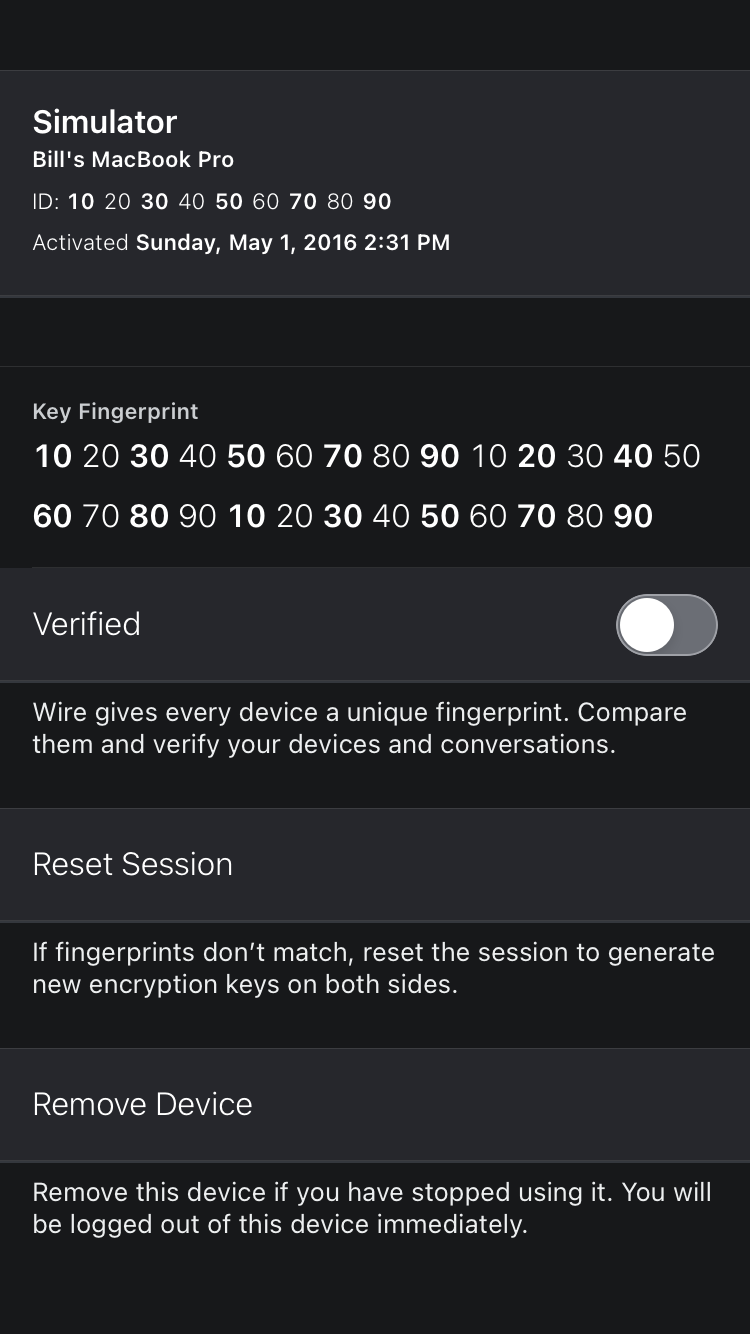 Simulator
Bill's MacBook Pro
ID: 10 20 30 40 50 60 70 80 90
Activated Sunday, May 1, 2016 2:31 PM
Key Fingerprint
10 20 30 40 50 60 70 80 90 10 20 30 40 50
60 70 80 90 10 20 30 40 50 60 70 80 90
Verified
Wire gives every device a unique fingerprint. Compare
them and verify your devices and conversations.
Reset Session
If fingerprints don’t match, reset the session to generate
new encryption keys on both sides.
Remove Device
Remove this device if you have stopped using it. You will
be logged out of this device immediately.